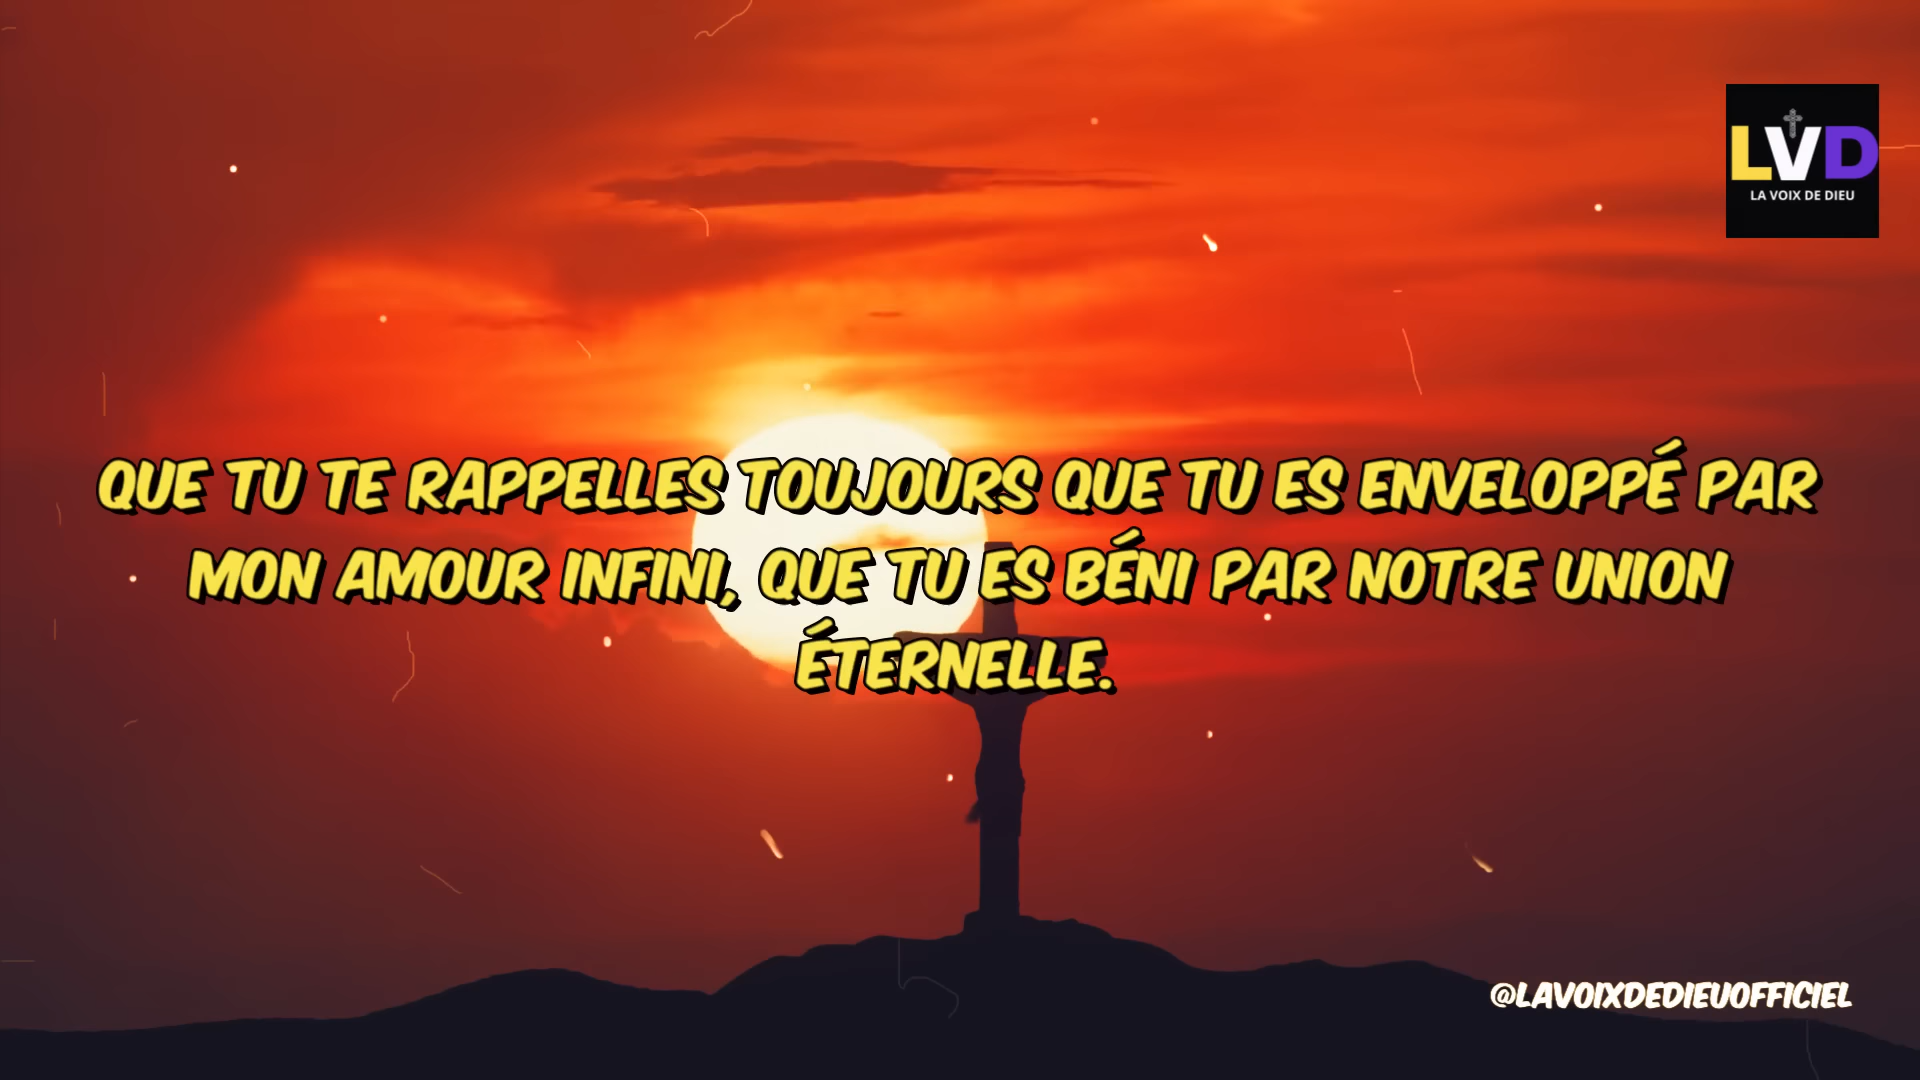 LVD
LA VOIX DE DIEU
QUE TU TE RAPPELLES TOUJOURS QUE TU ES ENVELOPPÉ PAR
MON AMOUR INFINI, QUE TU ES BÉNI PAR NOTRE UNION
ÉTERNELLE.
@LAVOIXDEDIEUOFFICIEL